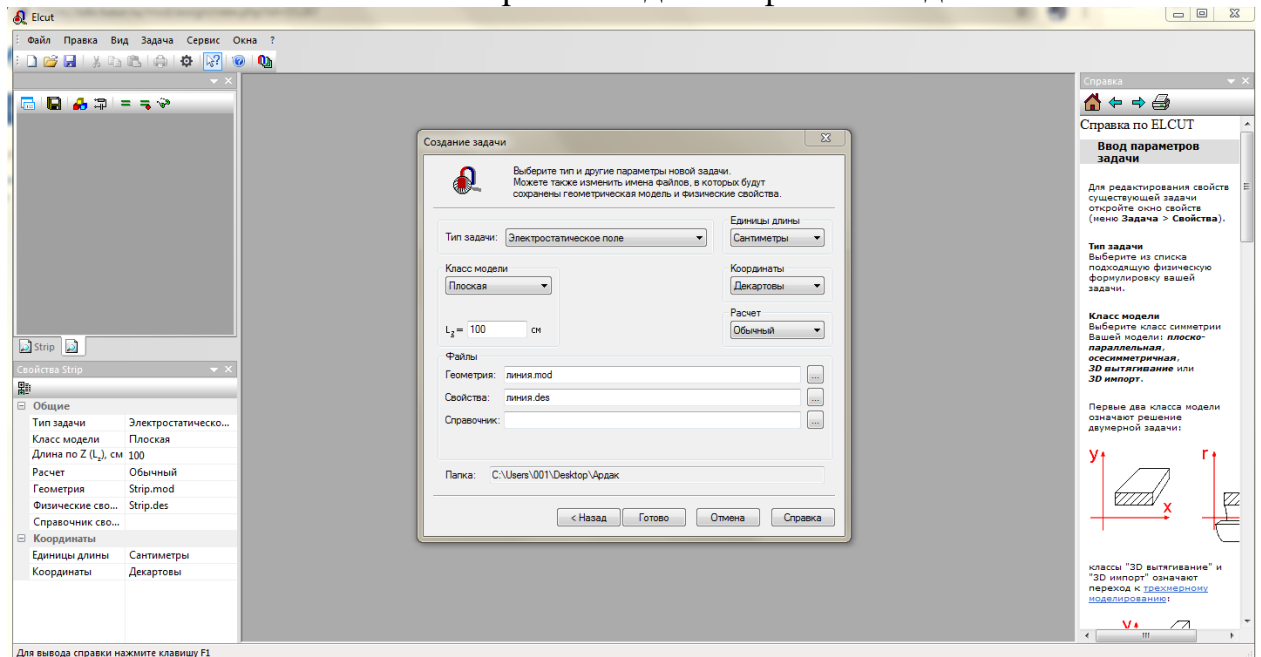 Elcut
Файл Правка Вид Задача Сервис Окна ?
Strip
Свойства Strip
Общие
Тип задачи Электростатическо...
Класс модели Плоская
Длина по Z (Lz), см 100
Расчет Обычный
Геометрия Strip.mod
Физические сво... Strip.des
Справочник сво...
Координаты
Единицы длины Сантиметры
Координаты Декартовы
Создание задачи
Выберите тип и другие параметры новой задачи.
Можете также изменить имена файлов, в которых будут
сохранены геометрическая модель и физические свойства.
Единицы длины
Тип задачи: Электростатическое поле Сантиметры
Класс модели Координаты
Плоская Декартовы
Расчет
Lz = 100 см Обычный
Файлы
Геометрия: линия.mod ...
Свойства: линия.des ...
Справочник: ...
Папка: C:\Users\001\Desktop\Ардак
< Назад Готово Отмена Справка
Справка
Справка по ELCUT
Ввод параметров
задачи
Для редактирования свойств
существующей задачи
откройте окно свойств
(меню Задача > Свойства).
Тип задачи
Выберите из списка
подходящую физическую
формулировку вашей
задачи.
Класс модели
Выберите класс симметрии
Вашей модели: плоско-
параллельная,
осесимметричная,
3D вытягивание или
3D импорт.
Первые два класса модели
означают решение
двумерной задачи:
y r
x
классы "3D вытягивание" и
"3D импорт" означают
переход к трехмерному
моделированию:
Для вывода справки нажмите клавишу F1